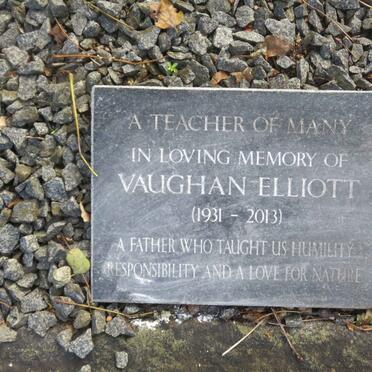 A TEACHER OF MANY
IN LOVING MEMORY OF
VAUGHAN ELLIOTT
(1931 - 2013)
A FATHER WHO TAUGHT US HUMILITY
RESPONSIBILITY AND A LOVE FOR NATURE